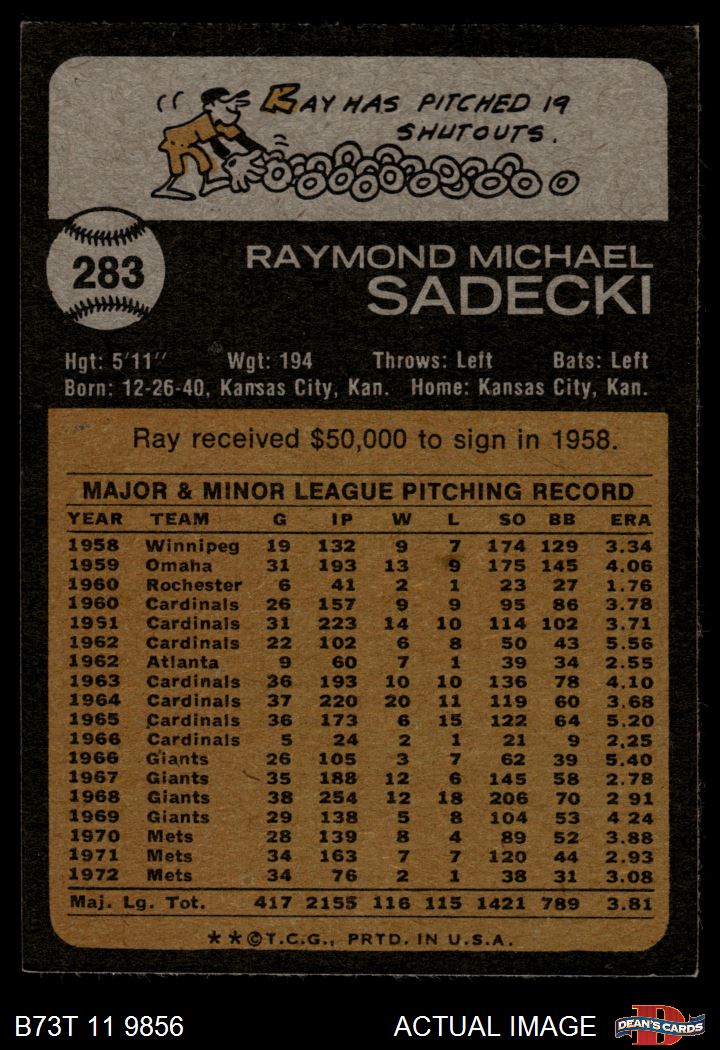 RAY HAS PITCHED 19
SHUTOUTS.
283
RAYMOND MICHAEL
SADECKI
Hgt: 5'11" Wgt: 194 Throws: Left Bats: Left
Born: 12-26-40, Kansas City, Kan. Home: Kansas City, Kan.
Ray received $50,000 to sign in 1958.
MAJOR & MINOR LEAGUE PITCHING RECORD
YEAR TEAM G IP W L SO BB ERA
1958 Winnipeg 19 132 9 7 174 129 3.34
1959 Omaha 31 193 13 9 175 145 4.06
1960 Rochester 6 41 2 1 23 27 1.76
1960 Cardinals 26 157 9 9 95 86 3.78
1951 Cardinals 31 223 14 10 114 102 3.71
1962 Cardinals 22 102 6 8 50 43 5.56
1962 Atlanta 9 60 7 1 39 34 2.55
1963 Cardinals 36 193 10 10 136 78 4.10
1964 Cardinals 37 220 20 11 119 60 3.68
1965 Cardinals 36 173 6 15 122 64 5.20
1966 Cardinals 5 24 2 1 21 9 2.25
1966 Giants 26 105 3 7 62 39 5.40
1967 Giants 35 188 12 6 145 58 2.78
1968 Giants 38 254 12 18 206 70 2 91
1969 Giants 29 138 5 8 104 53 4 24
1970 Mets 28 139 8 4 89 52 3.88
1971 Mets 34 163 7 7 120 44 2.93
1972 Mets 34 76 2 1 38 31 3.08
Maj. Lg. Tot. 417 2155 116 115 1421 789 3.81
★★©T.C.G., PRTD. IN U.S.A.
B73T 11 9856 ACTUAL IMAGE DEAN'S CARDS